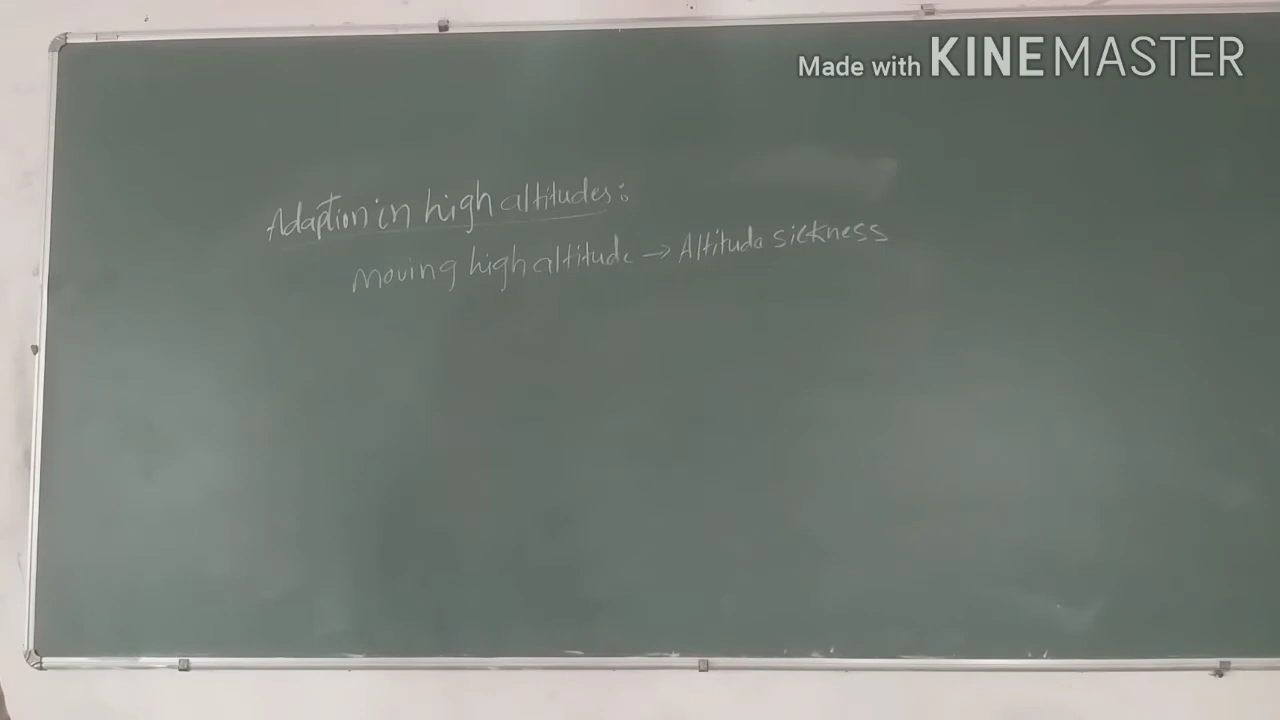 Made with KINEMASTER
Adaption in high altitudes:
moving high altitude → Altitude sickness